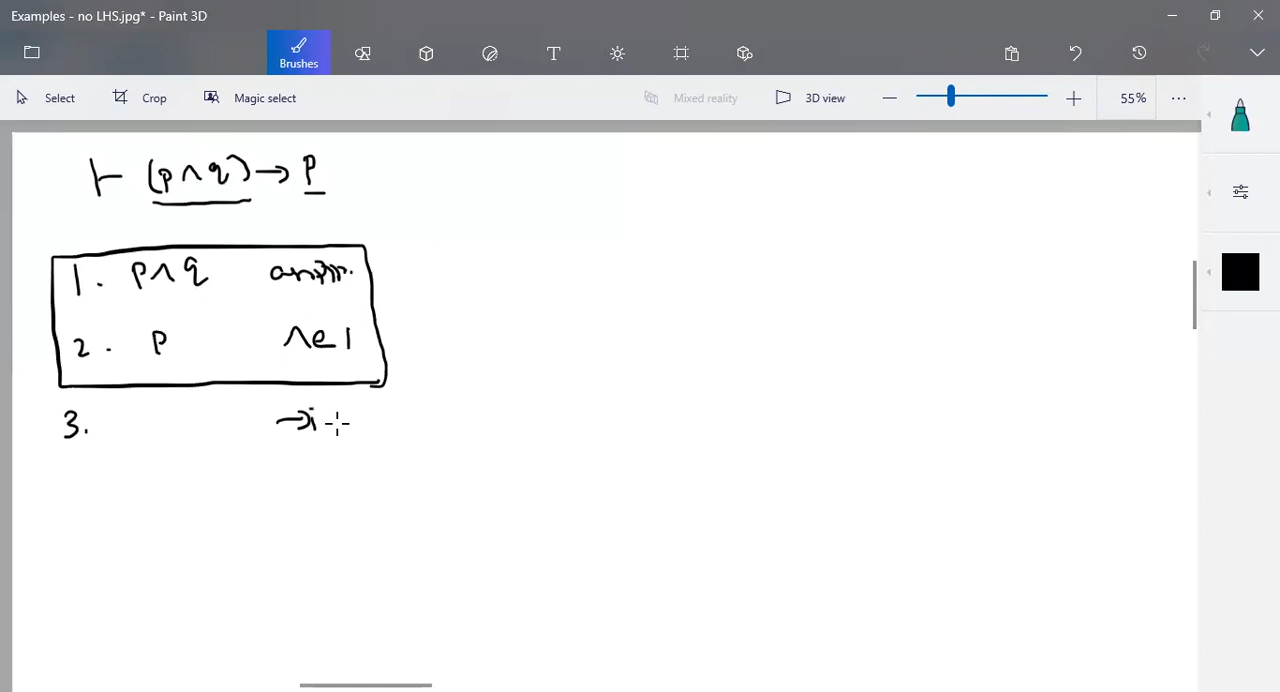 Examples - no LHS.jpg* - Paint 3D
Brushes
Select Crop Magic select Mixed reality 3D view 55%
⊢ (p ∧ q) → p
1. p ∧ q
2. p ∧e 1
3. →i